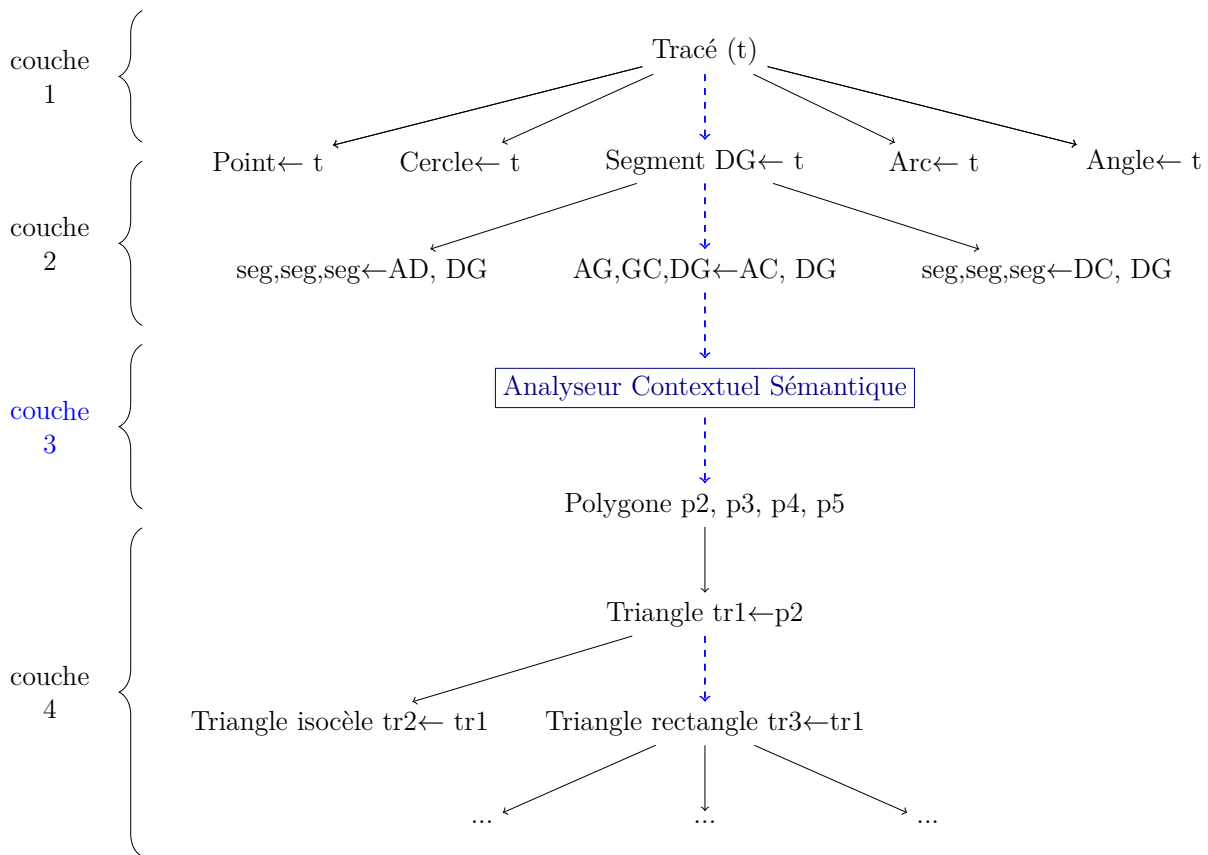 Tracé (t)
couche
1
Point← t
Cercle← t
Segment DG← t
Arc← t
Angle← t
couche
2
seg,seg,seg←AD, DG
AG,GC,DG←AC, DG
seg,seg,seg←DC, DG
Analyseur Contextuel Sémantique
couche
3
Polygone p2, p3, p4, p5
Triangle tr1←p2
couche
4
Triangle isocèle tr2← tr1
Triangle rectangle tr3←tr1
...
...
...